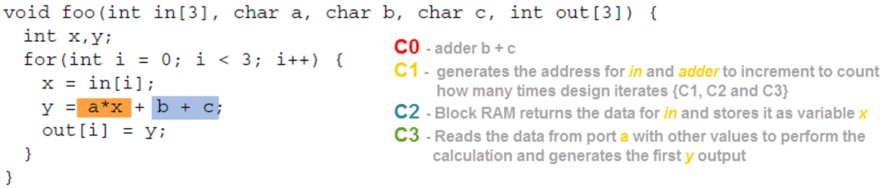 void foo(int in[3], char a, char b, char c, int out[3]) {
int x,y;
for(int i = 0; i < 3; i++) {
x = in[i];
y = a*x + b + c;
out[i] = y;
}
}
C0 - adder b + c
C1 - generates the address for in and adder to increment to count
how many times design iterates {C1, C2 and C3}
C2 - Block RAM returns the data for in and stores it as variable x
C3 - Reads the data from port a with other values to perform the
calculation and generates the first y output